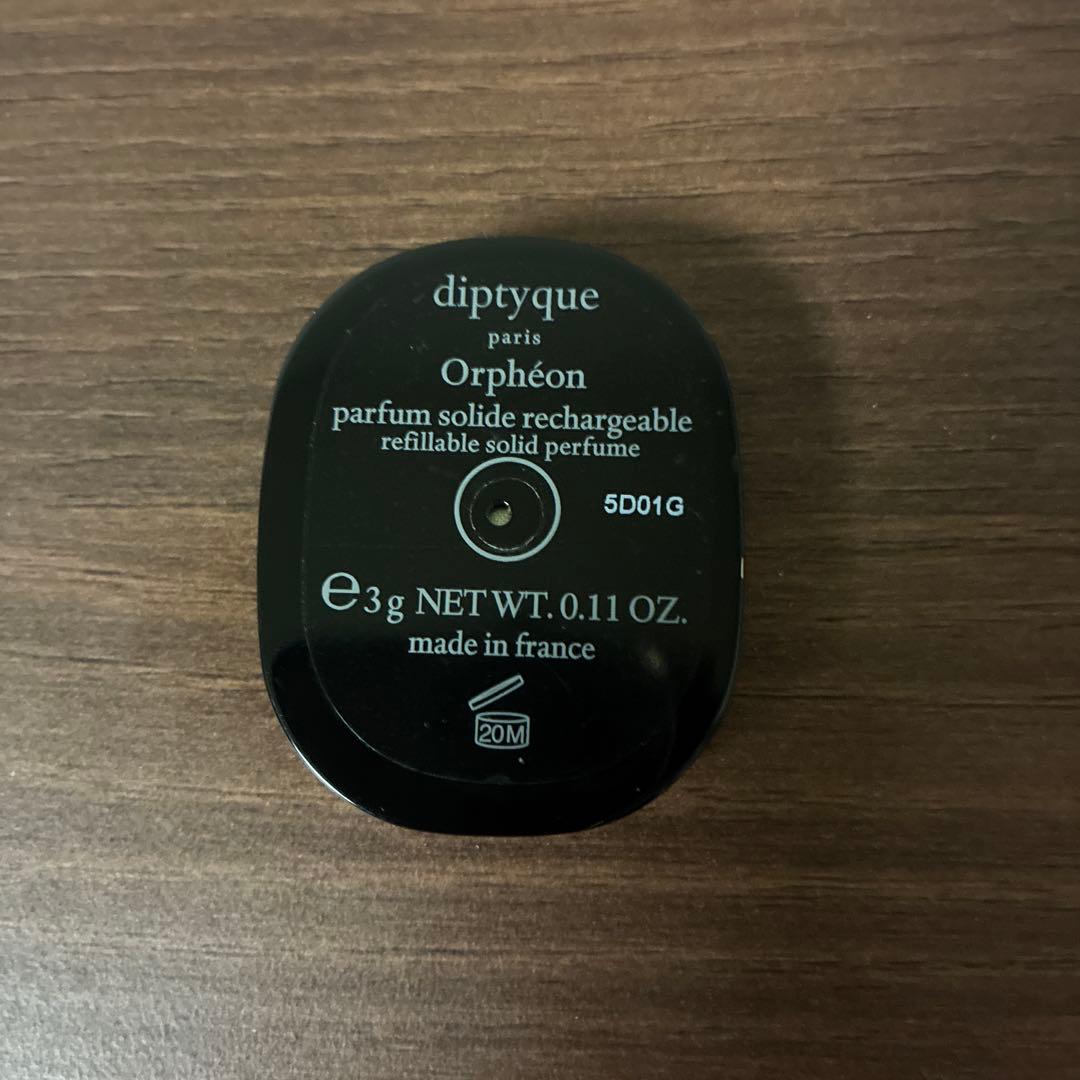 diptyque
paris
Orphéon
parfum solide rechargeable
refillable solid perfume
5D01G
e 3 g NET WT. 0.11 OZ.
made in france
20M